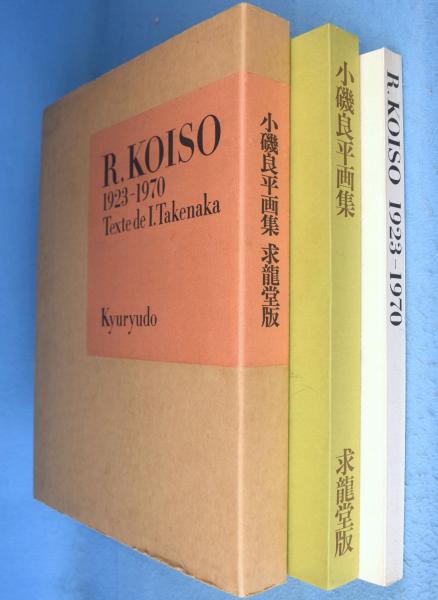 R. KOISO
1923-1970
Texte de I. Takenaka
Kyuryudo
小磯良平画集 求龍堂版
小磯良平画集
求龍堂版
R. KOISO 1923-1970